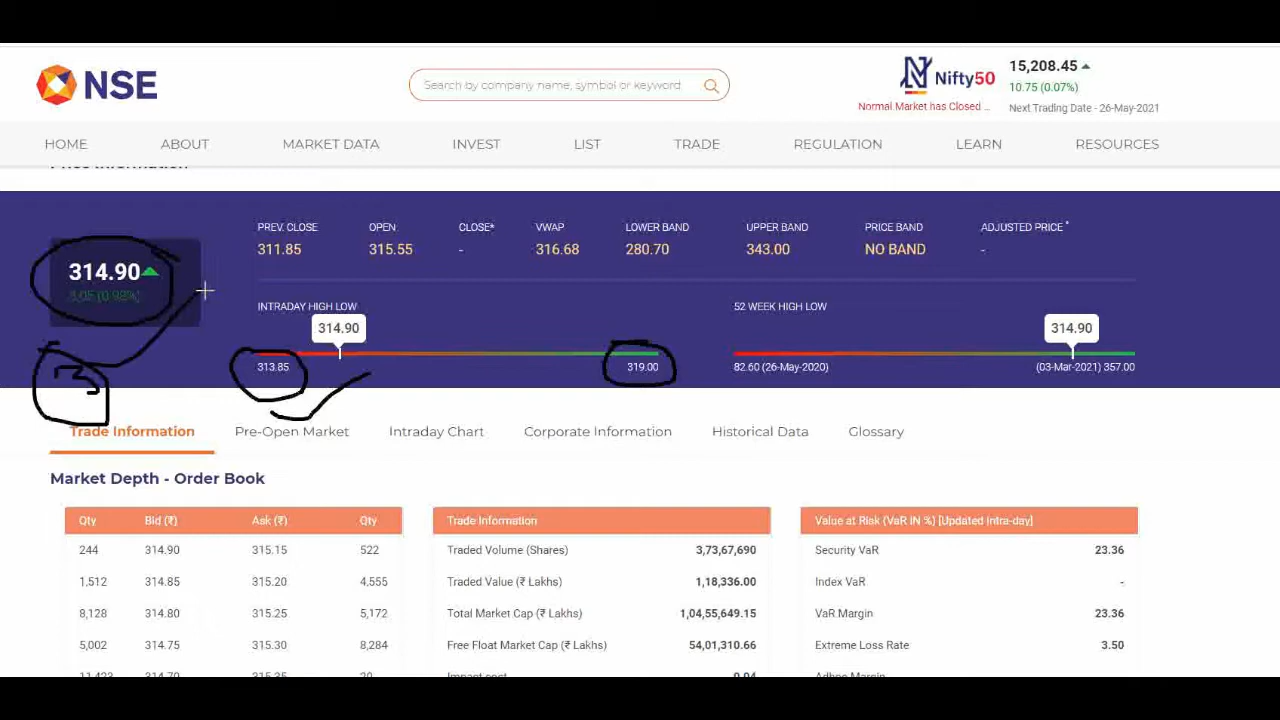 NSE
Search by company name, symbol or keyword
Nifty50
15,208.45
10.75 (0.07%)
Normal Market has Closed ...
Next Trading Date - 26-May-2021
HOME ABOUT MARKET DATA INVEST LIST TRADE REGULATION LEARN RESOURCES
314.90
3.05 (0.98%)
PREV. CLOSE OPEN CLOSE* VWAP LOWER BAND UPPER BAND PRICE BAND ADJUSTED PRICE *
311.85 315.55 - 316.68 280.70 343.00 NO BAND -
INTRADAY HIGH LOW
314.90
313.85 319.00
52 WEEK HIGH LOW
314.90
82.60 (26-May-2020) (03-Mar-2021) 357.00
3
Trade Information Pre-Open Market Intraday Chart Corporate Information Historical Data Glossary
Market Depth - Order Book
Qty Bid (₹) Ask (₹) Qty
244 314.90 315.15 522
1,512 314.85 315.20 4,555
8,128 314.80 315.25 5,172
5,002 314.75 315.30 8,284
Trade Information
Traded Volume (Shares) 3,73,67,690
Traded Value (₹ Lakhs) 1,18,336.00
Total Market Cap (₹ Lakhs) 1,04,55,649.15
Free Float Market Cap (₹ Lakhs) 54,01,310.66
Impact cost
Value at Risk (VaR IN %) [Updated Intra-day]
Security VaR 23.36
Index VaR -
VaR Margin 23.36
Extreme Loss Rate 3.50